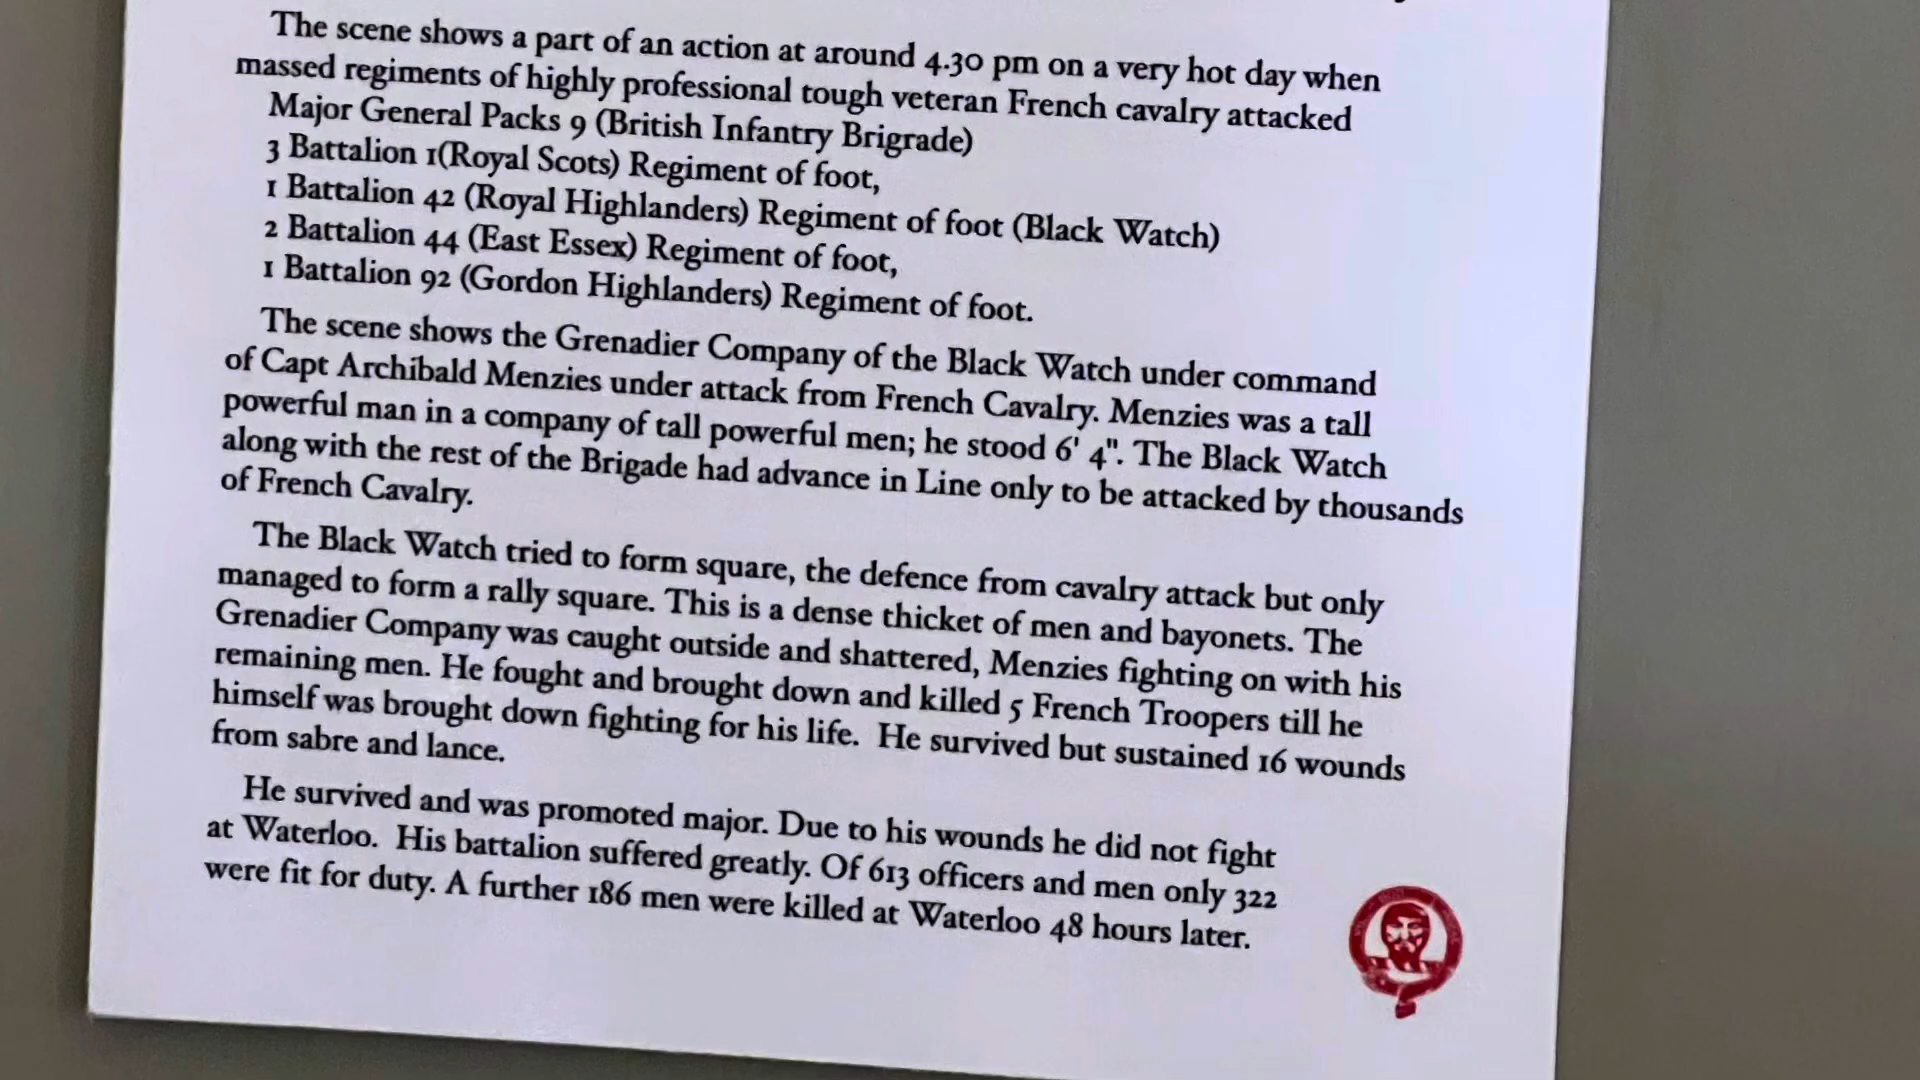 The scene shows a part of an action at around 4.30 pm on a very hot day when
massed regiments of highly professional tough veteran French cavalry attacked
Major General Packs 9 (British Infantry Brigrade)
3 Battalion 1(Royal Scots) Regiment of foot,
1 Battalion 42 (Royal Highlanders) Regiment of foot (Black Watch)
2 Battalion 44 (East Essex) Regiment of foot,
1 Battalion 92 (Gordon Highlanders) Regiment of foot.
The scene shows the Grenadier Company of the Black Watch under command
of Capt Archibald Menzies under attack from French Cavalry. Menzies was a tall
powerful man in a company of tall powerful men; he stood 6' 4". The Black Watch
along with the rest of the Brigade had advance in Line only to be attacked by thousands
of French Cavalry.
The Black Watch tried to form square, the defence from cavalry attack but only
managed to form a rally square. This is a dense thicket of men and bayonets. The
Grenadier Company was caught outside and shattered, Menzies fighting on with his
remaining men. He fought and brought down and killed 5 French Troopers till he
himself was brought down fighting for his life. He survived but sustained 16 wounds
from sabre and lance.
He survived and was promoted major. Due to his wounds he did not fight
at Waterloo. His battalion suffered greatly. Of 613 officers and men only 322
were fit for duty. A further 186 men were killed at Waterloo 48 hours later.